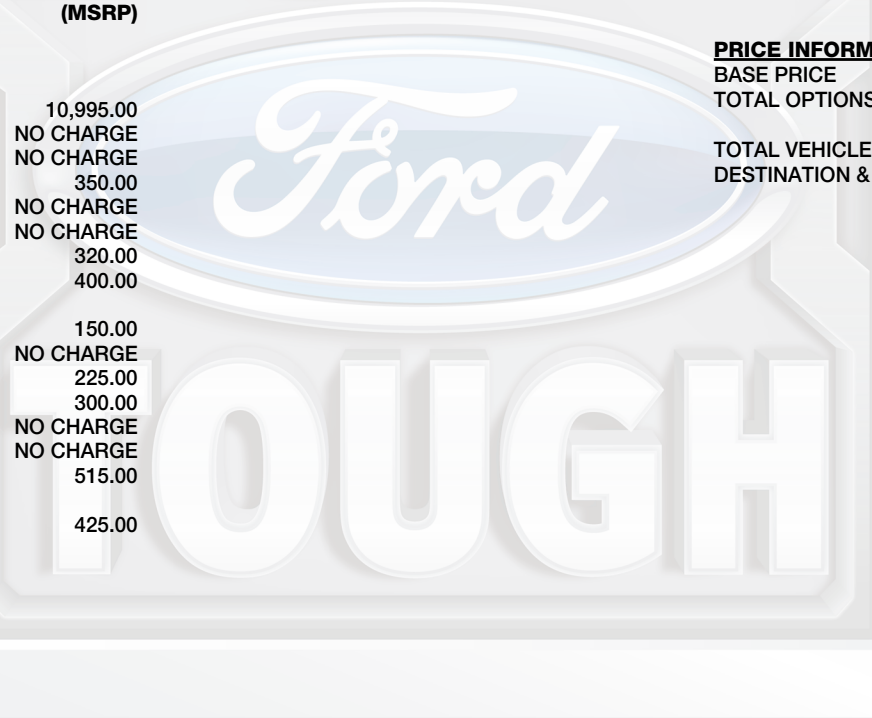 (MSRP)
PRICE INFORM
BASE PRICE
TOTAL OPTIONS
10,995.00
NO CHARGE
NO CHARGE
TOTAL VEHICLE
350.00
DESTINATION &
NO CHARGE
NO CHARGE
320.00
400.00
150.00
NO CHARGE
225.00
300.00
NO CHARGE
NO CHARGE
515.00
425.00
Ford
TOUGH